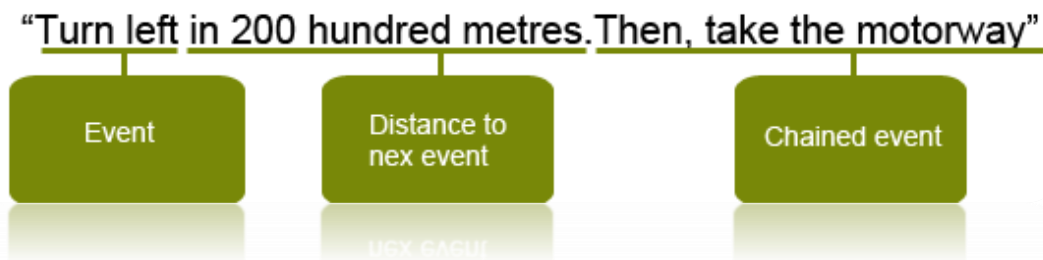 “Turn left in 200 hundred metres.Then, take the motorway”
Event
Distance to
nex event
Chained event